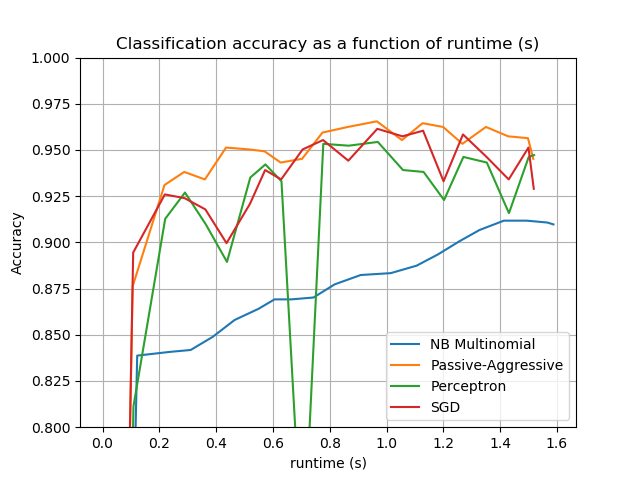 Classification accuracy as a function of runtime (s)
1.000
0.975
0.950
0.925
0.900
0.875
0.850
0.825
0.800
Accuracy
NB Multinomial
Passive-Aggressive
Perceptron
SGD
0.0 0.2 0.4 0.6 0.8 1.0 1.2 1.4 1.6
runtime (s)